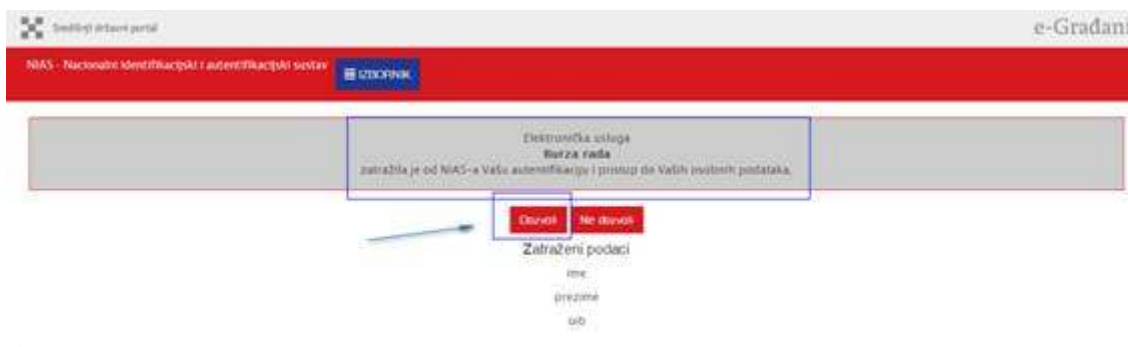 Središnji državni portal
e-Građani
NIAS - Nacionalni identifikacijski i autentifikacijski sustav
IZBORNIK
Elektronička usluga
Burza rada
zatražila je od NIAS-a Vašu autentifikaciju i pristup do Vaših osobnih podataka.
Dozvoli Ne dozvoli
Zatraženi podaci
ime
prezime
oib